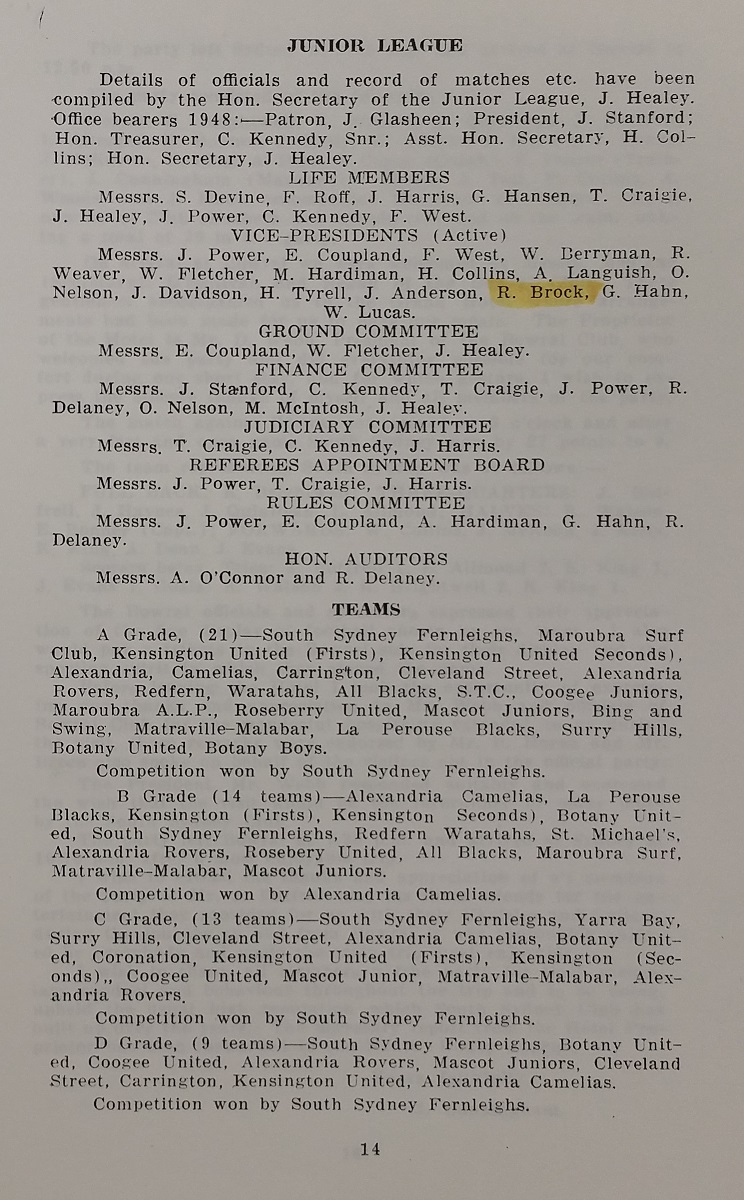 JUNIOR LEAGUE
Details of officials and record of matches etc. have been
compiled by the Hon. Secretary of the Junior League, J. Healey.
Office bearers 1948:—Patron, J. Glasheen; President, J. Stanford;
Hon. Treasurer, C. Kennedy, Snr.; Asst. Hon. Secretary, H. Col-
lins; Hon. Secretary, J. Healey.
LIFE MEMBERS
Messrs. S. Devine, F. Roff, J. Harris, G. Hansen, T. Craigie,
J. Healey, J. Power, C. Kennedy, F. West.
VICE-PRESIDENTS (Active)
Messrs. J. Power, E. Coupland, F. West, W. Berryman, R.
Weaver, W. Fletcher, M. Hardiman, H. Collins, A. Languish, O.
Nelson, J. Davidson, H. Tyrell, J. Anderson, R. Brock, G. Hahn,
W. Lucas.
GROUND COMMITTEE
Messrs. E. Coupland, W. Fletcher, J. Healey.
FINANCE COMMITTEE
Messrs. J. Stanford, C. Kennedy, T. Craigie, J. Power, R.
Delaney, O. Nelson, M. McIntosh, J. Healey.
JUDICIARY COMMITTEE
Messrs. T. Craigie, C. Kennedy, J. Harris.
REFEREES APPOINTMENT BOARD
Messrs. J. Power, T. Craigie, J. Harris.
RULES COMMITTEE
Messrs. J. Power, E. Coupland, A. Hardiman, G. Hahn, R.
Delaney.
HON. AUDITORS
Messrs. A. O'Connor and R. Delaney.
TEAMS
A Grade, (21)—South Sydney Fernleighs, Maroubra Surf
Club, Kensington United (Firsts), Kensington United Seconds),
Alexandria, Camelias, Carrington, Cleveland Street, Alexandria
Rovers, Redfern, Waratahs, All Blacks, S.T.C., Coogee Juniors,
Maroubra A.L.P., Roseberry United, Mascot Juniors, Bing and
Swing, Matraville-Malabar, La Perouse Blacks, Surry Hills,
Botany United, Botany Boys.
Competition won by South Sydney Fernleighs.
B Grade (14 teams)—Alexandria Camelias, La Perouse
Blacks, Kensington (Firsts), Kensington Seconds), Botany Unit-
ed, South Sydney Fernleighs, Redfern Waratahs, St. Michael's,
Alexandria Rovers, Rosebery United, All Blacks, Maroubra Surf,
Matraville-Malabar, Mascot Juniors.
Competition won by Alexandria Camelias.
C Grade, (13 teams)—South Sydney Fernleighs, Yarra Bay,
Surry Hills, Cleveland Street, Alexandria Camelias, Botany Unit-
ed, Coronation, Kensington United (Firsts), Kensington (Sec-
onds),, Coogee United, Mascot Junior, Matraville-Malabar, Alex-
andria Rovers.
Competition won by South Sydney Fernleighs.
D Grade, (9 teams)—South Sydney Fernleighs, Botany Unit-
ed, Coogee United, Alexandria Rovers, Mascot Juniors, Cleveland
Street, Carrington, Kensington United, Alexandria Camelias.
Competition won by South Sydney Fernleighs.
14